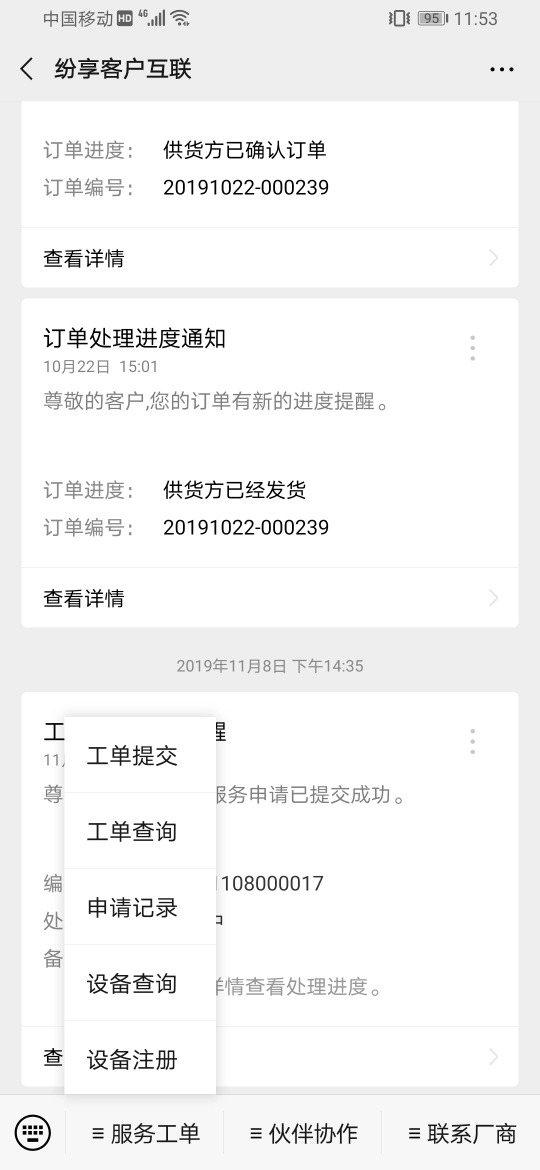 中国移动 HD 4G 95 11:53
纷享客户互联
订单进度： 供货方已确认订单
订单编号： 20191022-000239
查看详情
订单处理进度通知
10月22日 15:01
尊敬的客户,您的订单有新的进度提醒。
订单进度： 供货方已经发货
订单编号： 20191022-000239
查看详情
2019年11月8日 下午14:35
工 醒
11
尊 服务申请已提交成功。
编 1108000017
处 中
备 详情查看处理进度。
查
工单提交
工单查询
申请记录
设备查询
设备注册
服务工单 伙伴协作 联系厂商